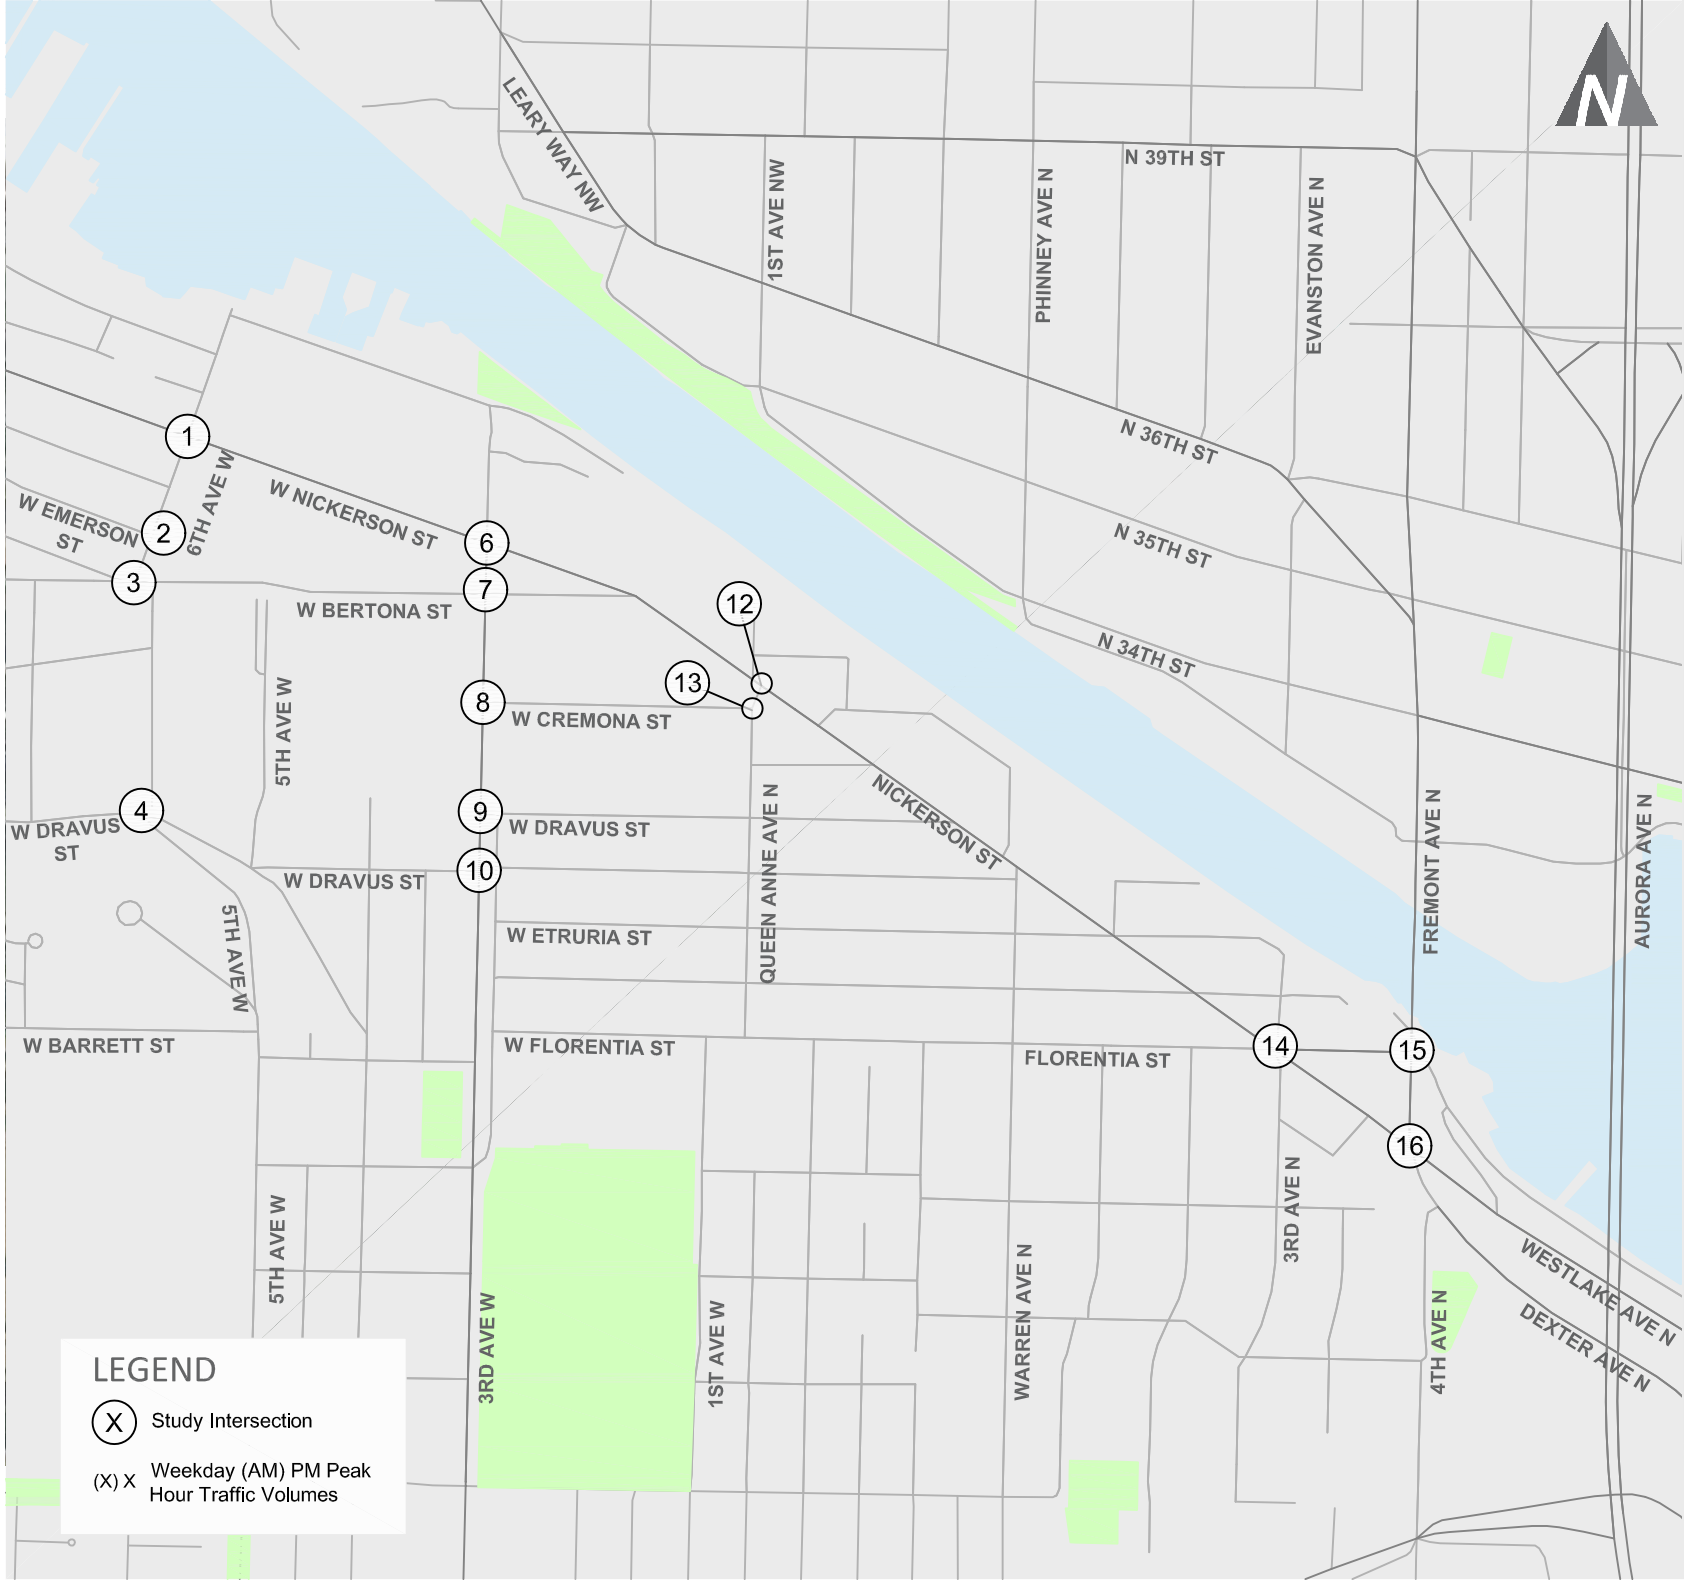 N
LEARY WAY NW
N 39TH ST
1ST AVE NW
PHINNEY AVE N
EVANSTON AVE N
1
N 36TH ST
6TH AVE W
W NICKERSON ST
W EMERSON
ST
2
6
N 35TH ST
3
7
W BERTONA ST
12
N 34TH ST
13
8
W CREMONA ST
5TH AVE W
4
9
W DRAVUS
ST
W DRAVUS ST
QUEEN ANNE AVE N
NICKERSON ST
FREMONT AVE N
AURORA AVE N
10
W DRAVUS ST
5TH AVE W
W ETRURIA ST
W BARRETT ST
W FLORENTIA ST
FLORENTIA ST
14
15
16
3RD AVE N
5TH AVE W
3RD AVE W
1ST AVE W
WARREN AVE N
4TH AVE N
WESTLAKE AVE N
DEXTER AVE N
LEGEND
X Study Intersection
(X) X Weekday (AM) PM Peak
Hour Traffic Volumes